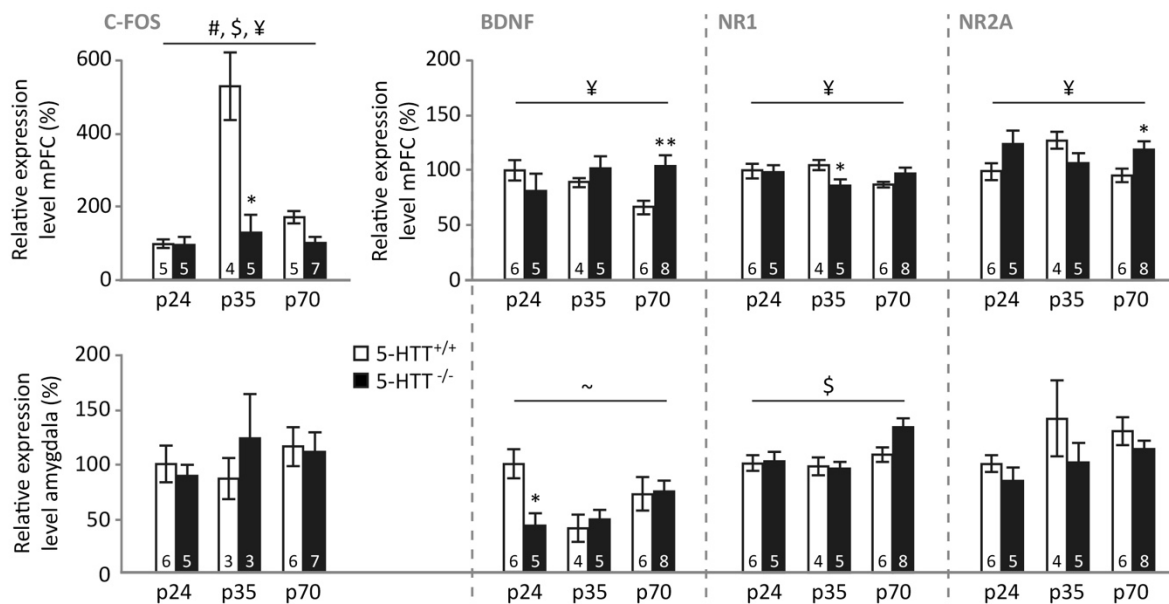 C-FOS
BDNF
NR1
NR2A
Relative expression
level mPFC (%)
600
400
200
0
#, $, ¥
*
5 5 4 5 5 7
p24 p35 p70
Relative expression
level mPFC (%)
200
150
100
50
0
¥
**
6 5 4 5 6 8
p24 p35 p70
¥
*
6 5 4 5 6 8
p24 p35 p70
¥
*
6 5 4 5 6 8
p24 p35 p70
Relative expression
level amygdala (%)
200
150
100
50
0
6 5 3 3 6 7
p24 p35 p70
5-HTT+/+
5-HTT -/-
~
*
6 5 4 5 6 8
p24 p35 p70
$
6 5 4 5 6 8
p24 p35 p70
6 5 4 5 6 8
p24 p35 p70